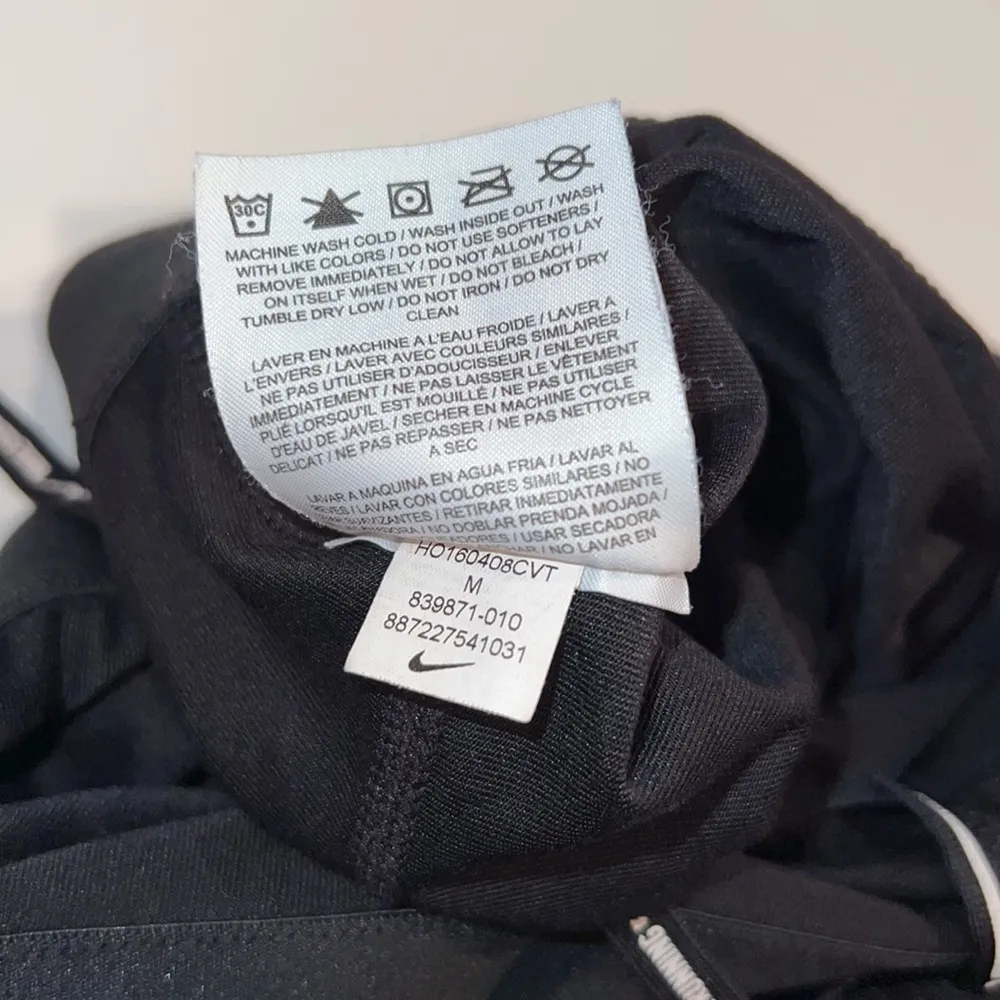 30C
MACHINE WASH COLD / WASH INSIDE OUT / WASH
WITH LIKE COLORS / DO NOT USE SOFTENERS /
REMOVE IMMEDIATELY / DO NOT ALLOW TO LAY
ON ITSELF WHEN WET / DO NOT BLEACH /
TUMBLE DRY LOW / DO NOT IRON / DO NOT DRY
CLEAN
LAVER EN MACHINE A L'EAU FROIDE / LAVER A
L'ENVERS / LAVER AVEC COULEURS SIMILAIRES /
NE PAS UTILISER D'ADOUCISSEUR / ENLEVER
IMMEDIATEMENT / NE PAS LAISSER LE VÊTEMENT
PLIÉ LORSQU'IL EST MOUILLÉ / NE PAS UTILISER
D'EAU DE JAVEL / SECHER EN MACHINE CYCLE
DELICAT / NE PAS REPASSER / NE PAS NETTOYER
A SEC
LAVAR A MAQUINA EN AGUA FRIA / LAVAR AL
/ LAVAR CON COLORES SIMILARES / NO
SUAVIZANTES / RETIRAR INMEDIATAMENTE
/ NO DOBLAR PRENDA MOJADA /
/ USAR SECADORA
/ NO LAVAR EN
HO160408CVT
M
839871-010
887227541031